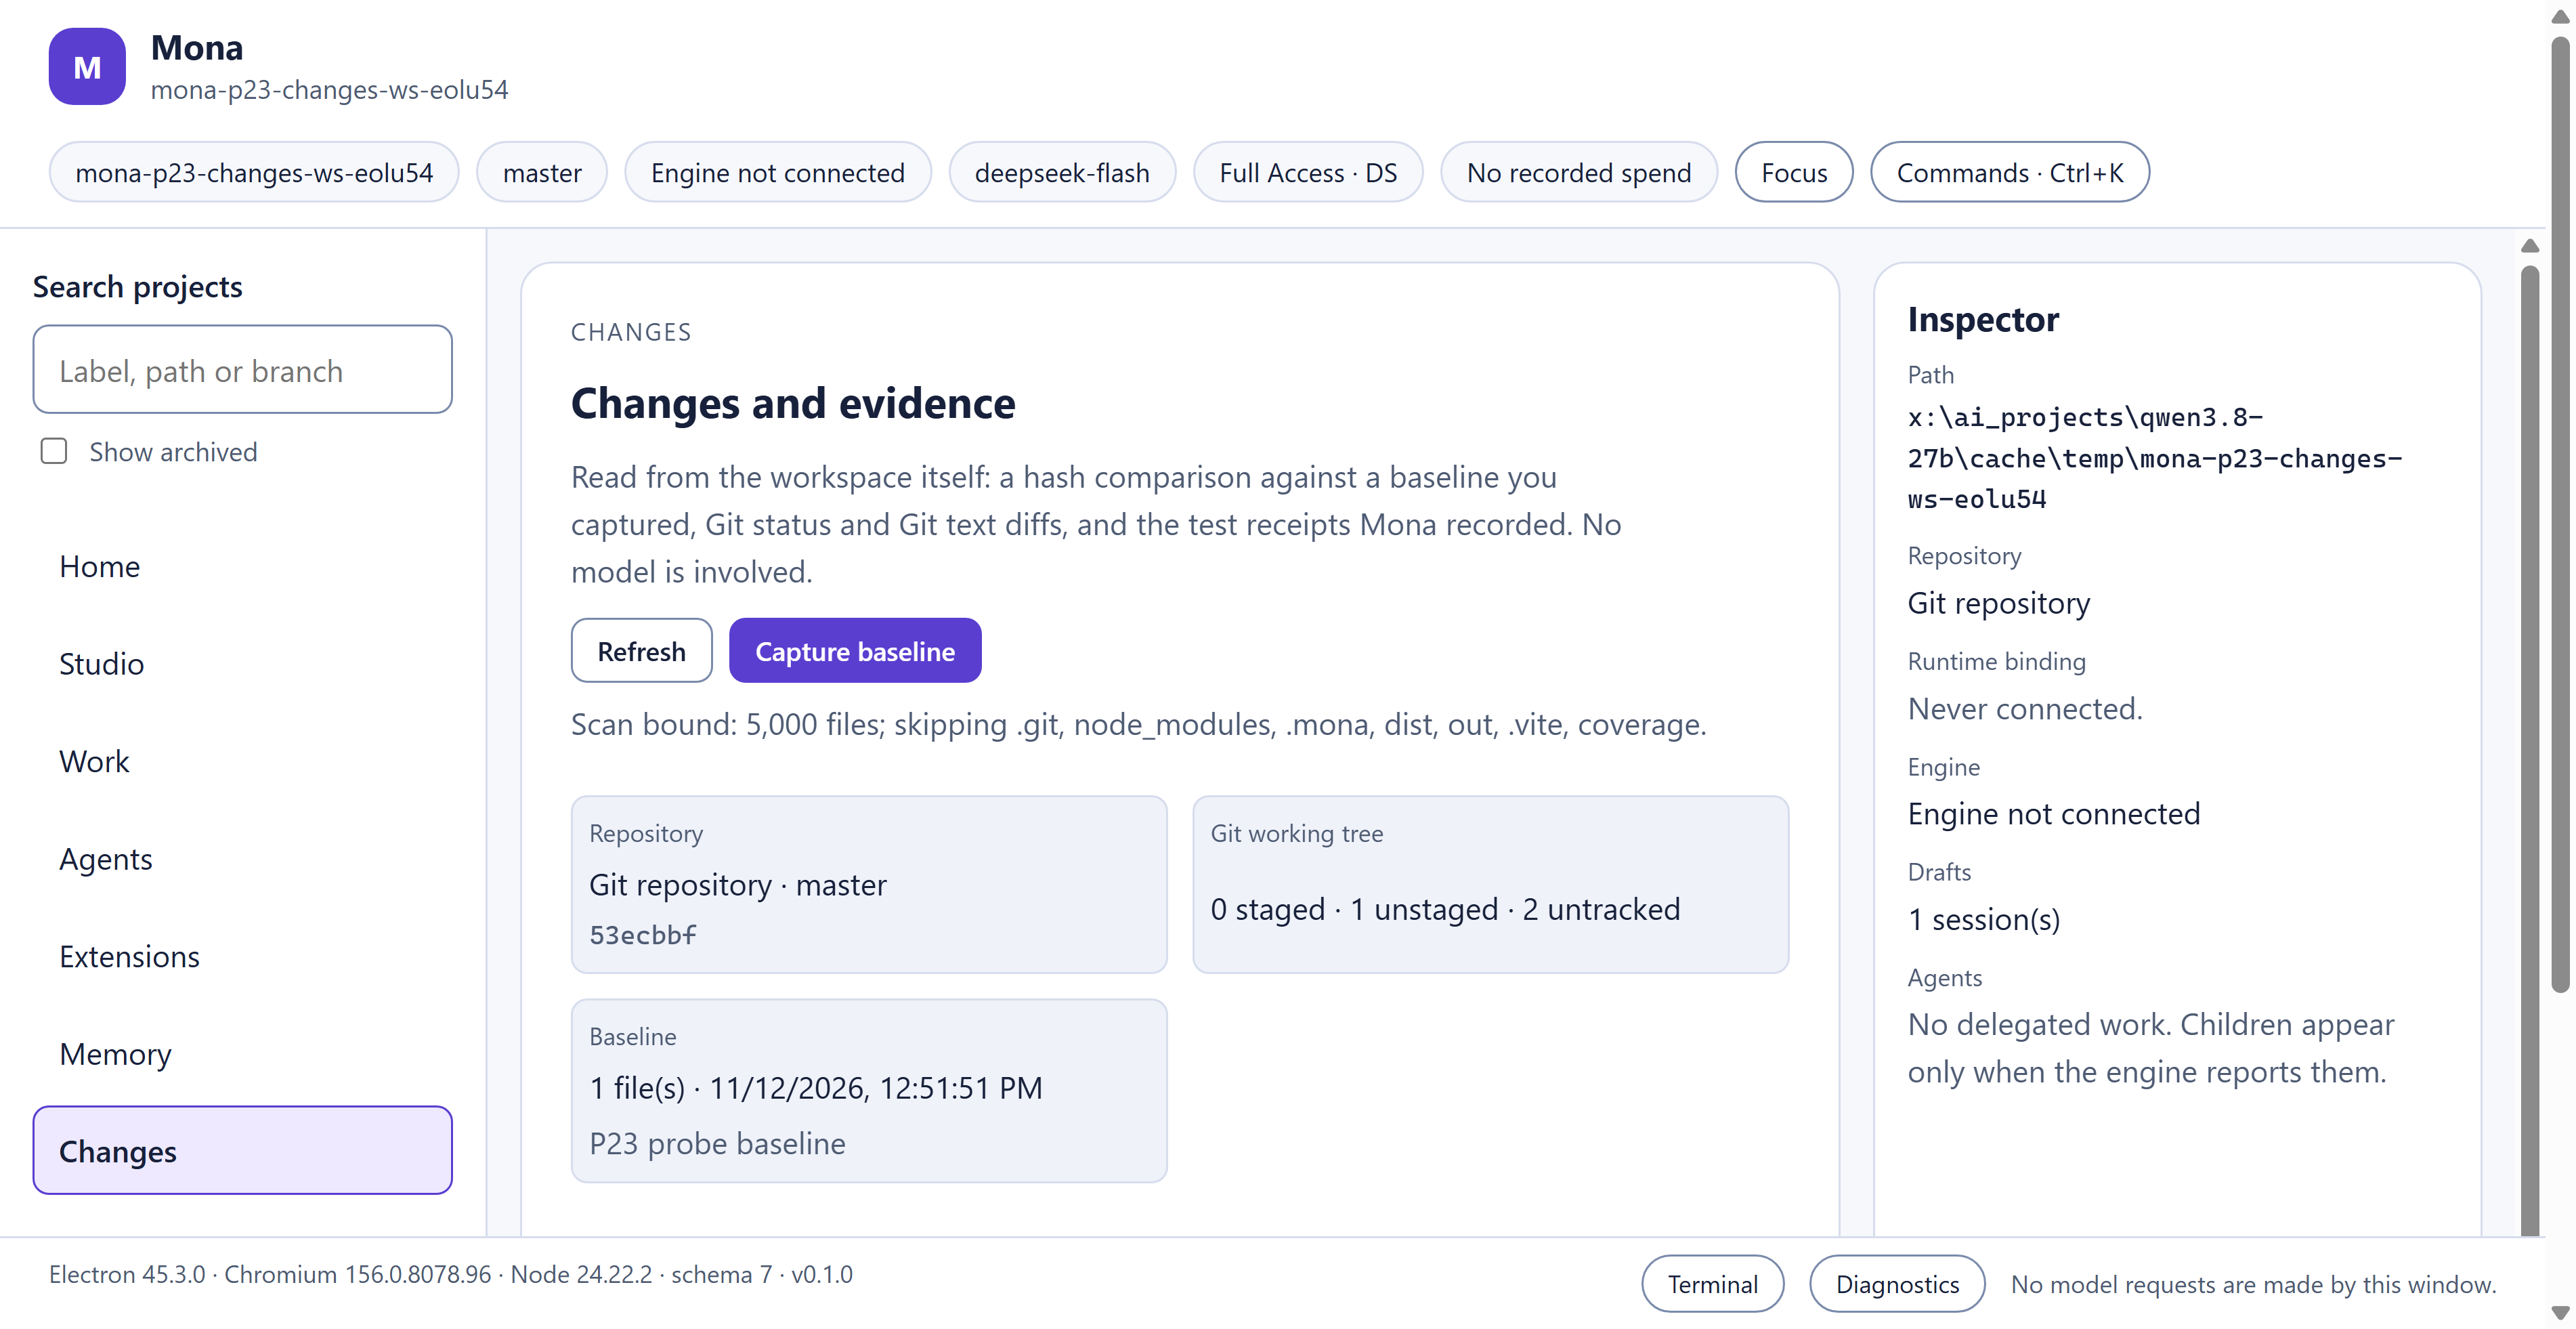 M
Mona
mona-p23-changes-ws-eolu54
mona-p23-changes-ws-eolu54
master
Engine not connected
deepseek-flash
Full Access · DS
No recorded spend
Focus
Commands · Ctrl+K
Search projects
Label, path or branch
Show archived
Home
Studio
Work
Agents
Extensions
Memory
Changes
CHANGES
Changes and evidence
Read from the workspace itself: a hash comparison against a baseline you
captured, Git status and Git text diffs, and the test receipts Mona recorded. No
model is involved.
Refresh
Capture baseline
Scan bound: 5,000 files; skipping .git, node_modules, .mona, dist, out, .vite, coverage.
Repository
Git repository · master
53ecbbf
Git working tree
0 staged · 1 unstaged · 2 untracked
Baseline
1 file(s) · 11/12/2026, 12:51:51 PM
P23 probe baseline
Inspector
Path
x:\ai_projects\qwen3.8-
27b\cache\temp\mona-p23-changes-
ws-eolu54
Repository
Git repository
Runtime binding
Never connected.
Engine
Engine not connected
Drafts
1 session(s)
Agents
No delegated work. Children appear
only when the engine reports them.
Electron 45.3.0 · Chromium 156.0.8078.96 · Node 24.22.2 · schema 7 · v0.1.0
Terminal
Diagnostics
No model requests are made by this window.